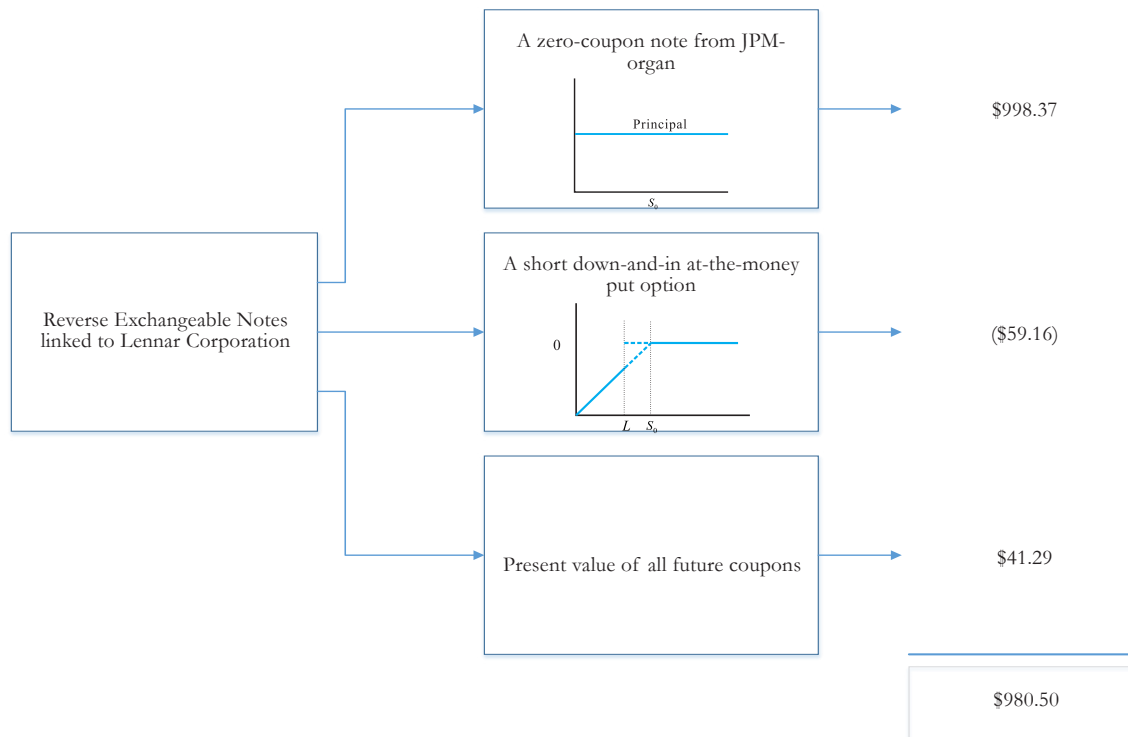 A zero-coupon note from JPM-
organ
Principal
S₀
$998.37
Reverse Exchangeable Notes
linked to Lennar Corporation
A short down-and-in at-the-money
put option
0
L S₀
($59.16)
Present value of all future coupons
$41.29
$980.50